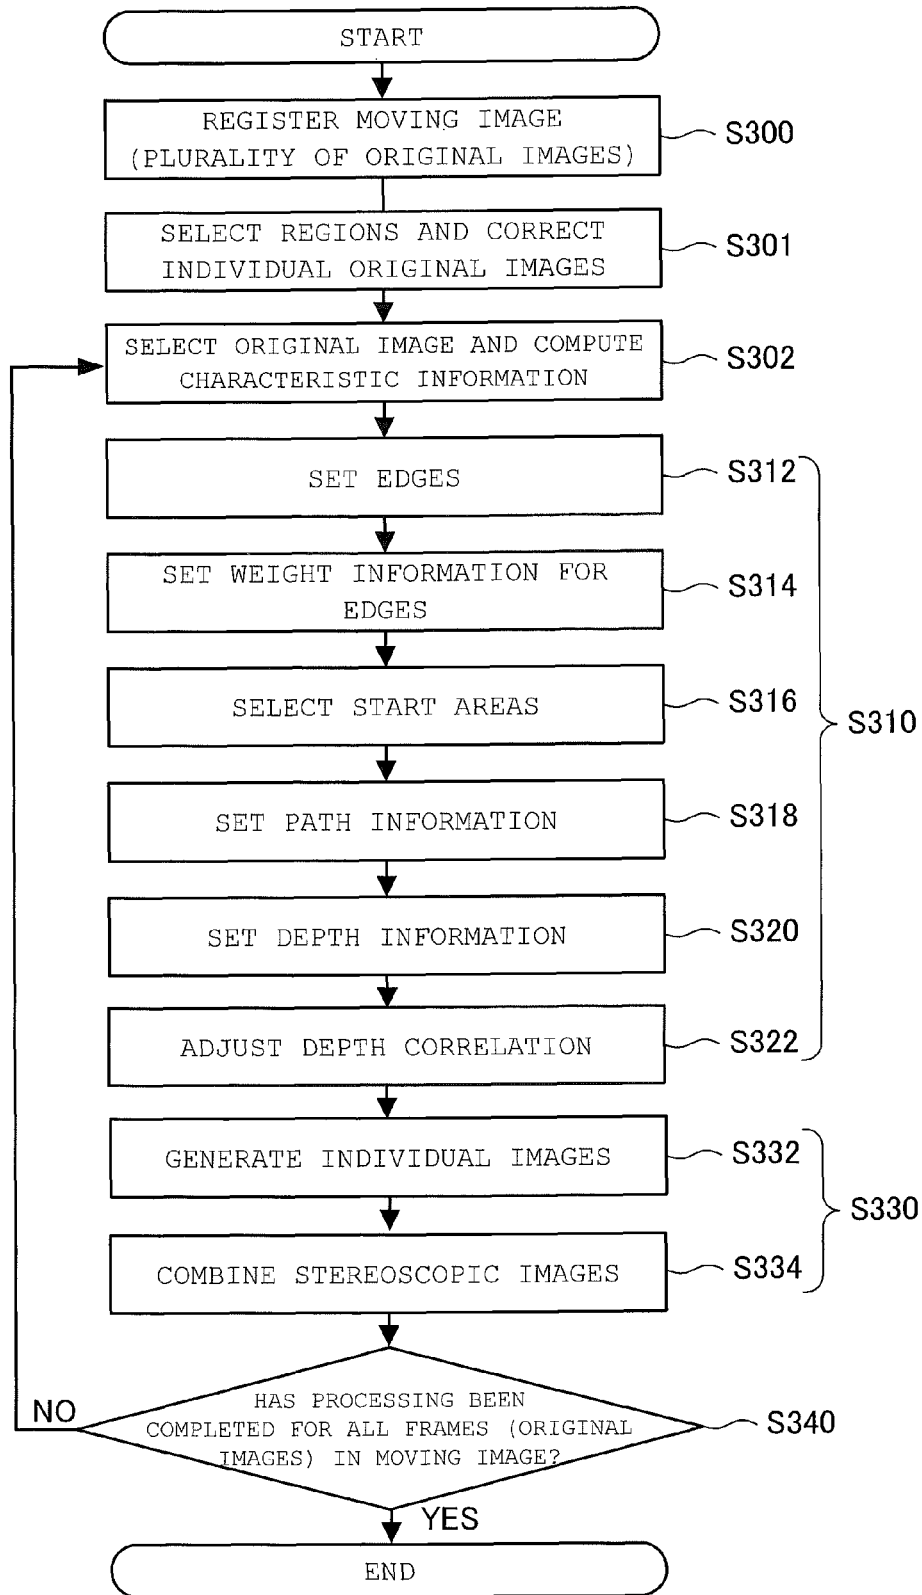 START
REGISTER MOVING IMAGE
(PLURALITY OF ORIGINAL IMAGES)
S300
SELECT REGIONS AND CORRECT
INDIVIDUAL ORIGINAL IMAGES
S301
SELECT ORIGINAL IMAGE AND COMPUTE
CHARACTERISTIC INFORMATION
S302
SET EDGES
S312
SET WEIGHT INFORMATION FOR
EDGES
S314
SELECT START AREAS
S316
S310
SET PATH INFORMATION
S318
SET DEPTH INFORMATION
S320
ADJUST DEPTH CORRELATION
S322
GENERATE INDIVIDUAL IMAGES
S332
S330
COMBINE STEREOSCOPIC IMAGES
S334
HAS PROCESSING BEEN
COMPLETED FOR ALL FRAMES (ORIGINAL
IMAGES) IN MOVING IMAGE?
S340
NO
YES
END